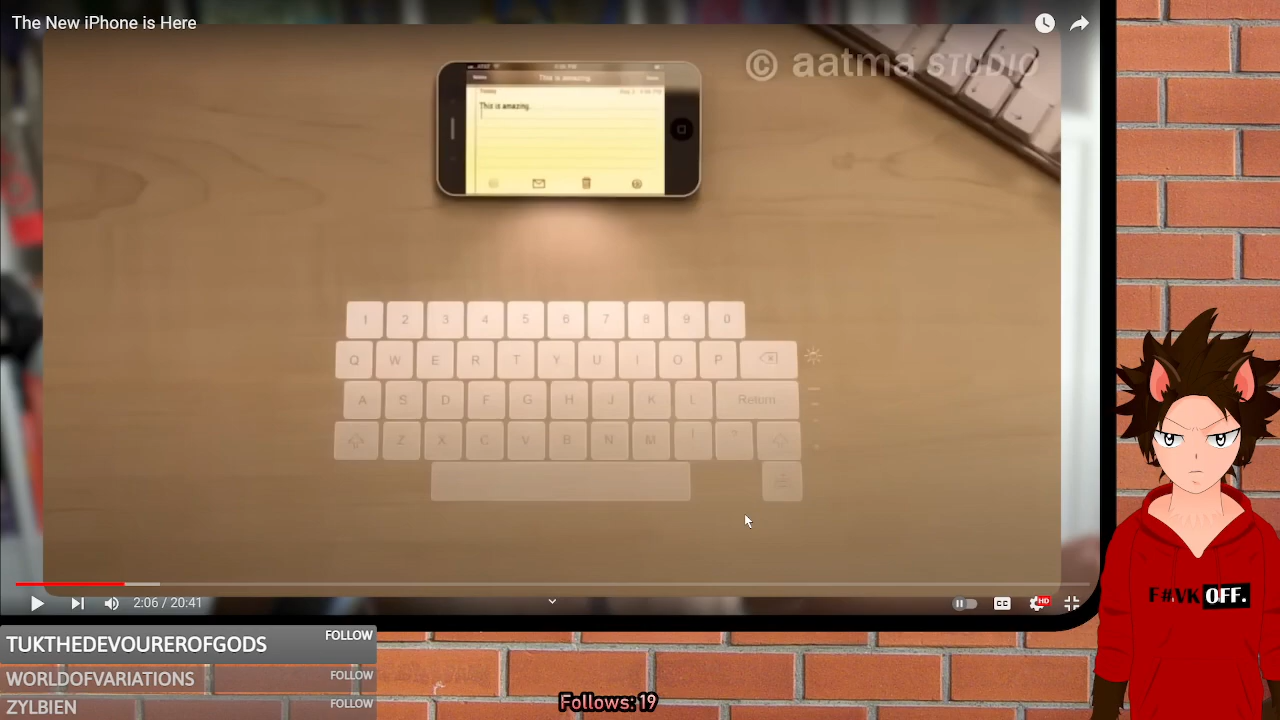 The New iPhone is Here
© aatma STUDIO
This is amazing.
This is amazing.
1 2 3 4 5 6 7 8 9 0
Q W E R T Y U I O P
A S D F G H J K L Return
Z X C V B N M
2:06 / 20:41
CC
HD
F#VK OFF.
TUKTHEDEVOUREROFGODS FOLLOW
WORLDOFVARIATIONS FOLLOW
ZYLBIEN FOLLOW
Follows: 19